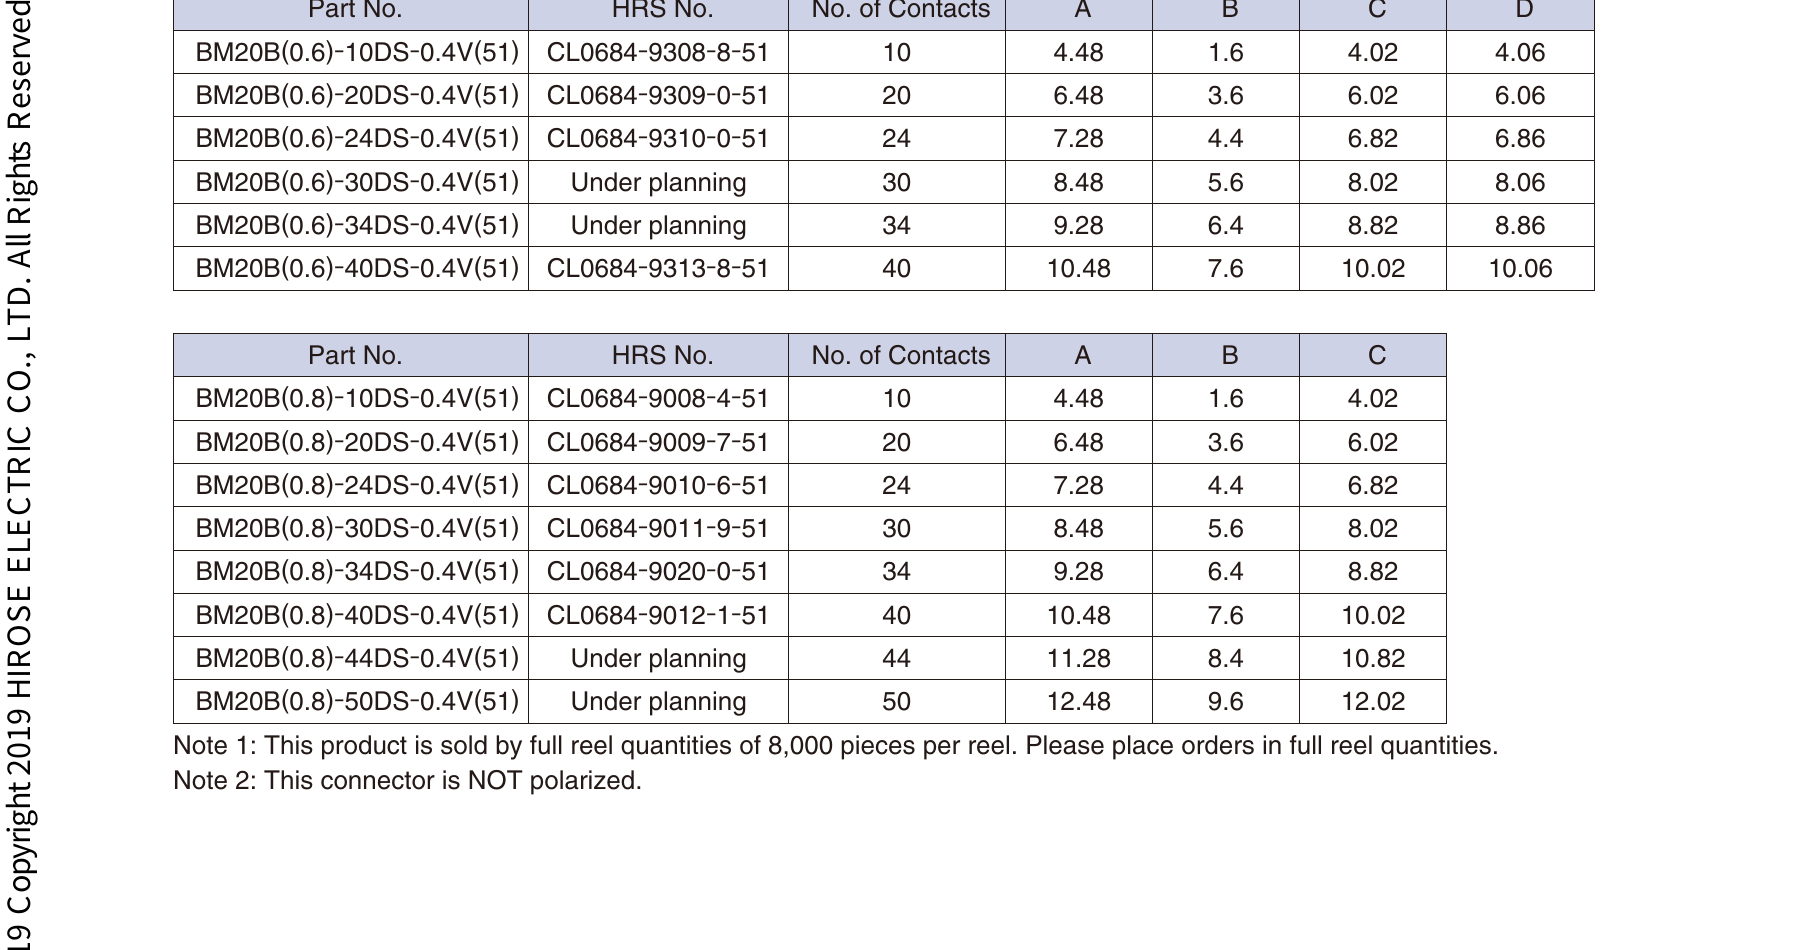 Part No. HRS No. No. of Contacts A B C D
BM20B(0.6)-10DS-0.4V(51) CL0684-9308-8-51 10 4.48 1.6 4.02 4.06
BM20B(0.6)-20DS-0.4V(51) CL0684-9309-0-51 20 6.48 3.6 6.02 6.06
BM20B(0.6)-24DS-0.4V(51) CL0684-9310-0-51 24 7.28 4.4 6.82 6.86
BM20B(0.6)-30DS-0.4V(51) Under planning 30 8.48 5.6 8.02 8.06
BM20B(0.6)-34DS-0.4V(51) Under planning 34 9.28 6.4 8.82 8.86
BM20B(0.6)-40DS-0.4V(51) CL0684-9313-8-51 40 10.48 7.6 10.02 10.06
Part No. HRS No. No. of Contacts A B C
BM20B(0.8)-10DS-0.4V(51) CL0684-9008-4-51 10 4.48 1.6 4.02
BM20B(0.8)-20DS-0.4V(51) CL0684-9009-7-51 20 6.48 3.6 6.02
BM20B(0.8)-24DS-0.4V(51) CL0684-9010-6-51 24 7.28 4.4 6.82
BM20B(0.8)-30DS-0.4V(51) CL0684-9011-9-51 30 8.48 5.6 8.02
BM20B(0.8)-34DS-0.4V(51) CL0684-9020-0-51 34 9.28 6.4 8.82
BM20B(0.8)-40DS-0.4V(51) CL0684-9012-1-51 40 10.48 7.6 10.02
BM20B(0.8)-44DS-0.4V(51) Under planning 44 11.28 8.4 10.82
BM20B(0.8)-50DS-0.4V(51) Under planning 50 12.48 9.6 12.02
Note 1: This product is sold by full reel quantities of 8,000 pieces per reel. Please place orders in full reel quantities.
Note 2: This connector is NOT polarized.
19 Copyright 2019 HIROSE ELECTRIC CO., LTD. All Rights Reserved